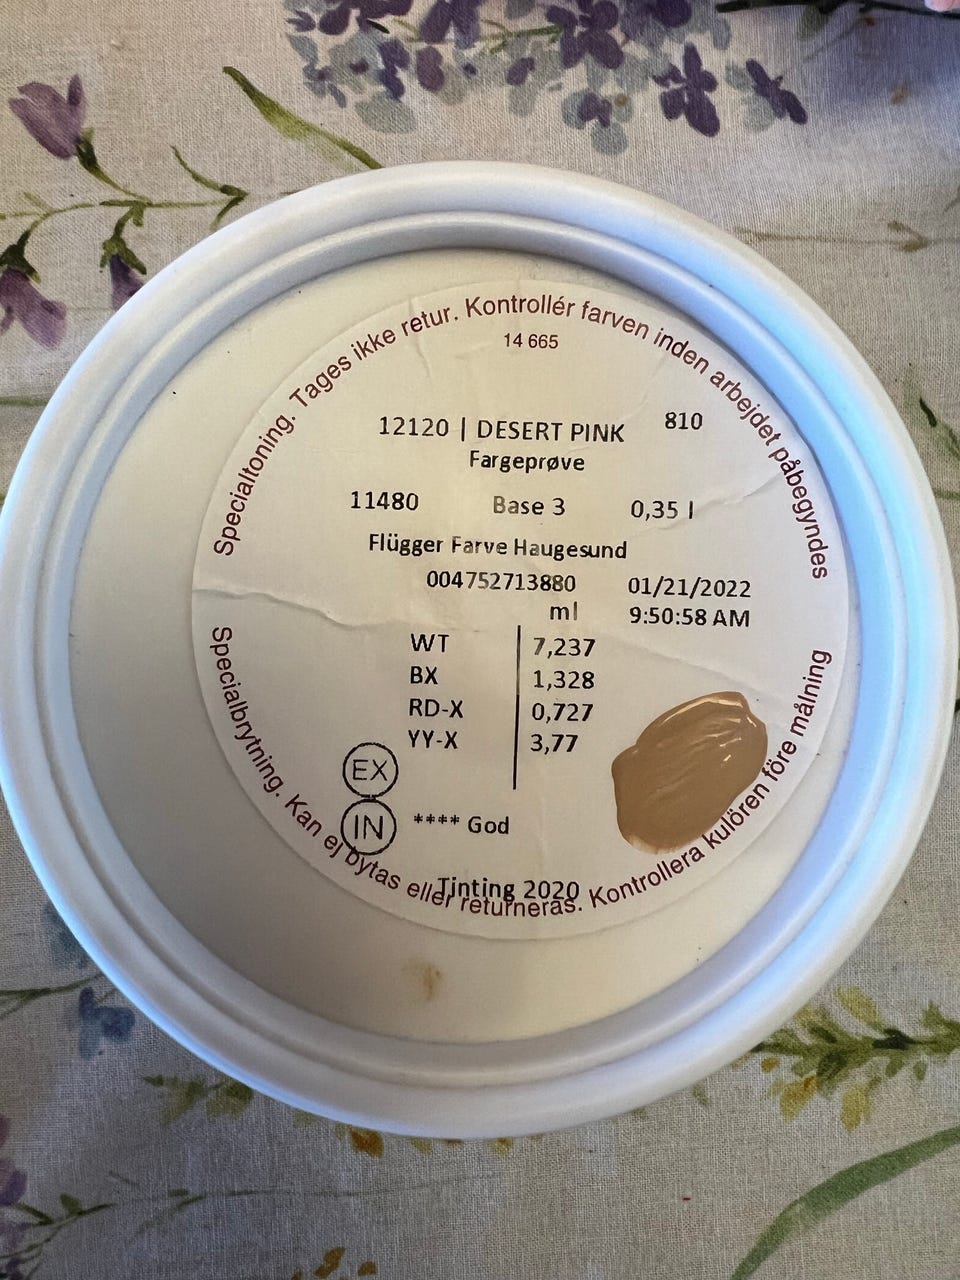 Specialtoning. Tages ikke retur. Kontrollér farven inden arbejdet påbegyndes
14 665
12120 | DESERT PINK 810
Fargeprøve
11480 Base 3 0,35 l
Flügger Farve Haugesund
004752713880 01/21/2022
ml 9:50:58 AM
WT 7,237
BX 1,328
RD-X 0,727
YY-X 3,77
EX
IN **** God
Tinting 2020
Specialbrytning. Kan ej bytas eller returneras. Kontrollera kulören före målning